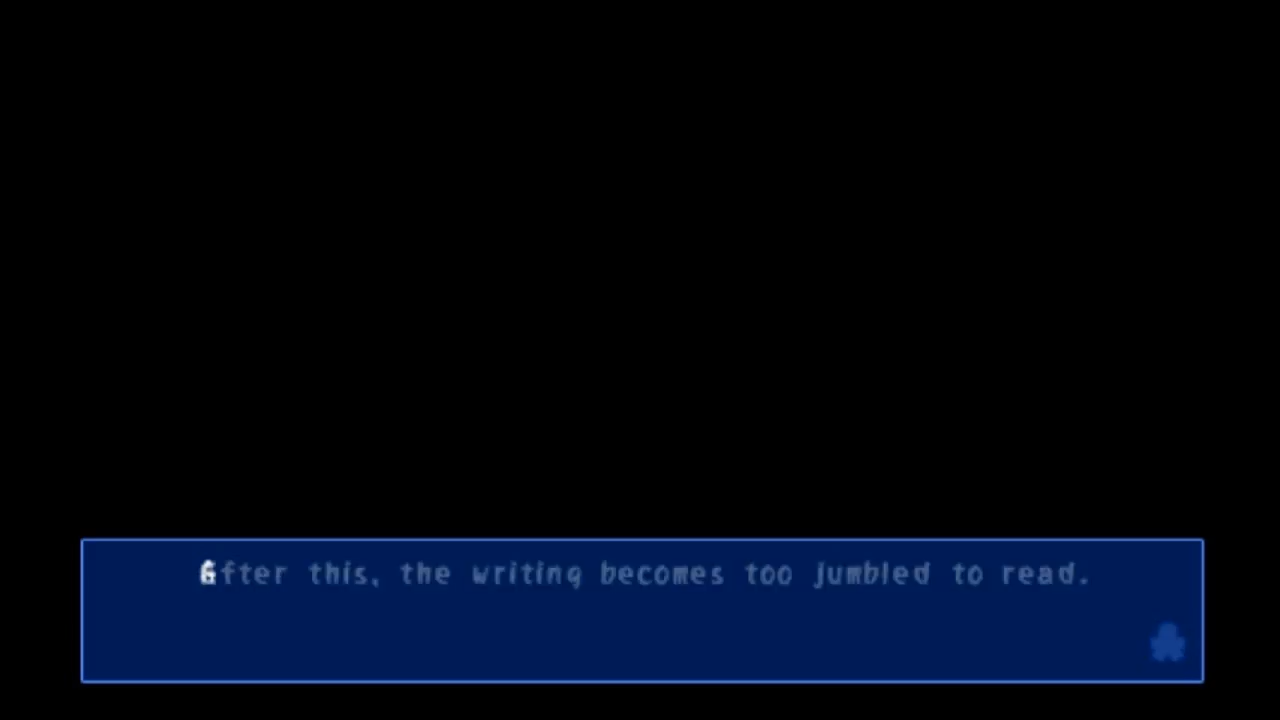 After this, the writing becomes too jumbled to read.